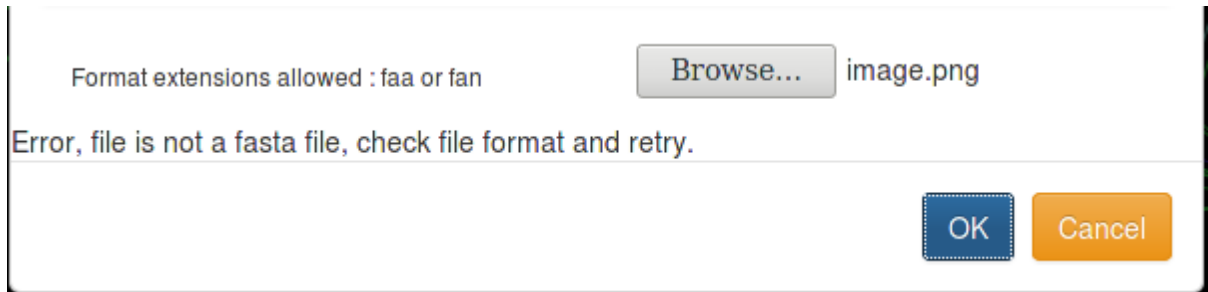 Format extensions allowed : faa or fan
Browse... image.png
Error, file is not a fasta file, check file format and retry.
OK Cancel